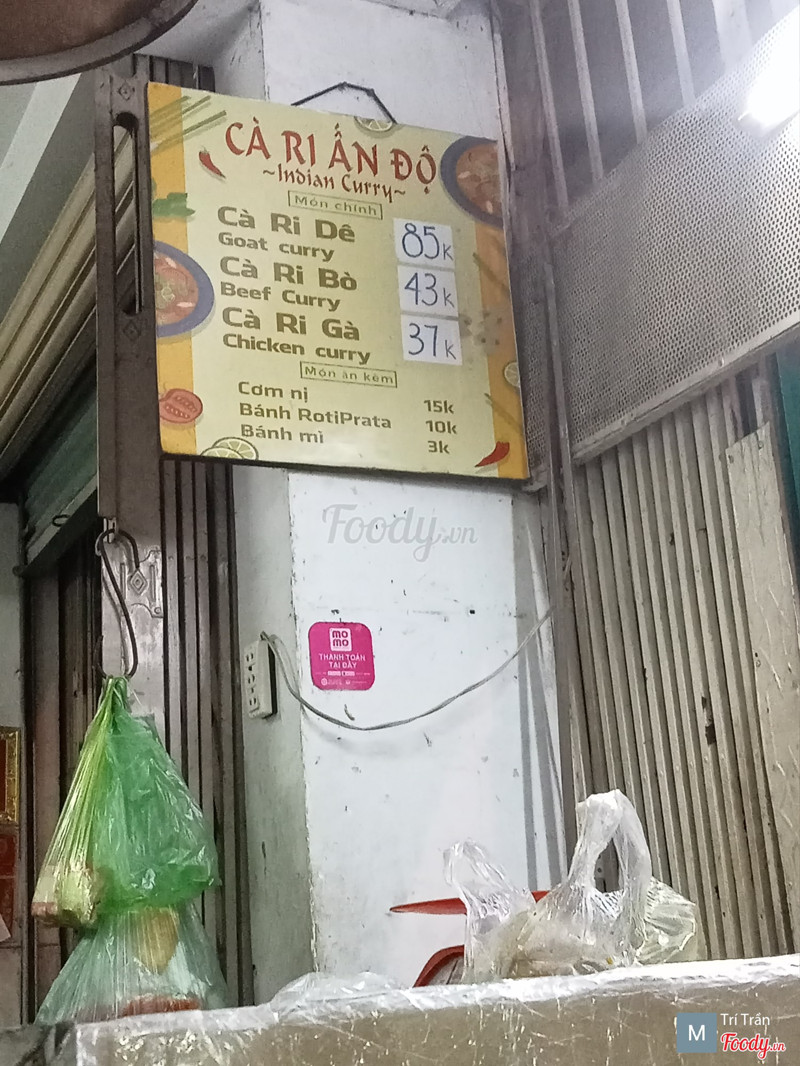 CÀ RI ẤN ĐỘ
~Indian Curry~
Món chính
Cà Ri Dê
Goat curry
85k
Cà Ri Bò
Beef Curry
43k
Cà Ri Gà
Chicken curry
37k
Món ăn kèm
Cơm nị 15k
Bánh RotiPrata 10k
Bánh mì 3k
Foody.vn
mo
mo
THANH TOÁN
TẠI ĐÂY
M
Trí Trần
Foody.vn